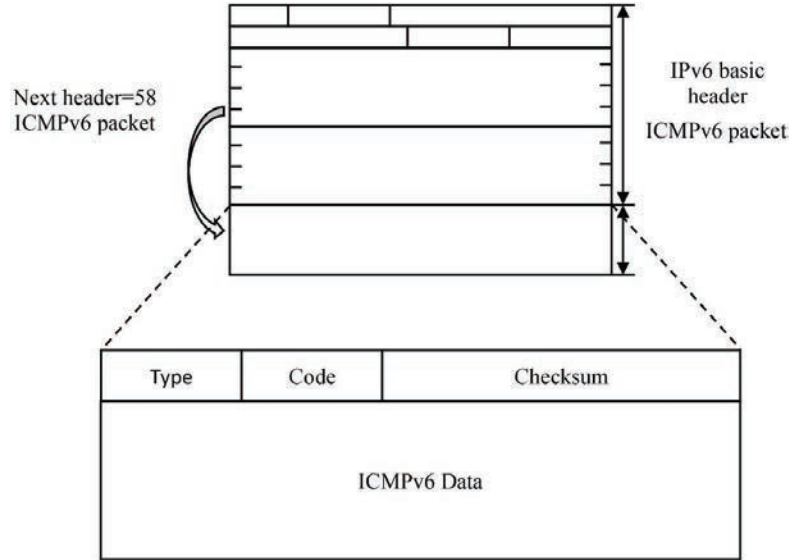 Next header=58
ICMPv6 packet
IPv6 basic
header
ICMPv6 packet
Type
Code
Checksum
ICMPv6 Data